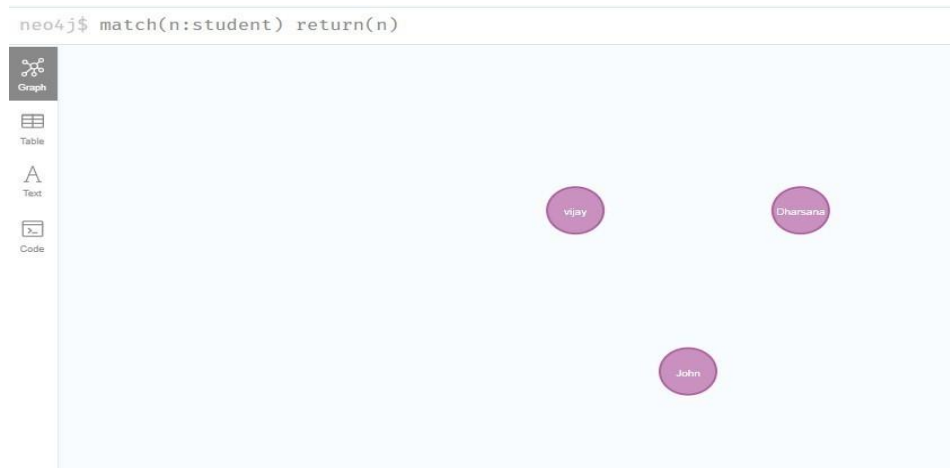 neo4j$ match(n:student) return(n)
Graph
Table
A
Text
>_
Code
vijay
Dharsana
John